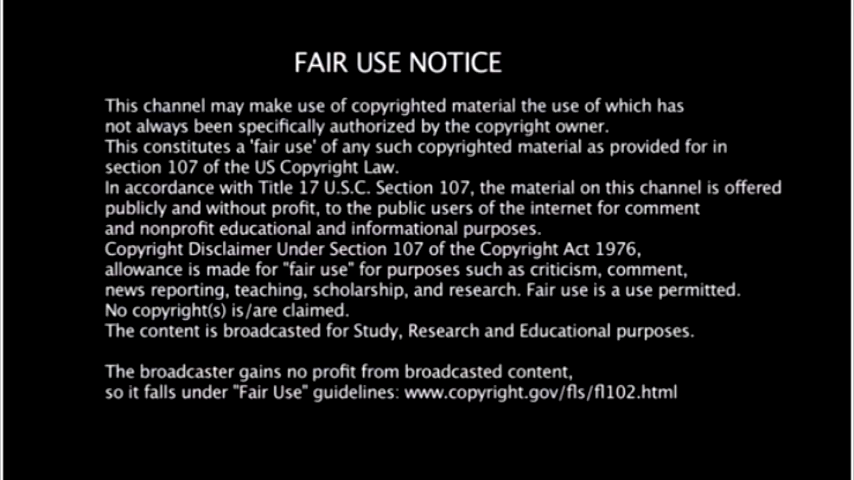 FAIR USE NOTICE
This channel may make use of copyrighted material the use of which has
not always been specifically authorized by the copyright owner.
This constitutes a 'fair use' of any such copyrighted material as provided for in
section 107 of the US Copyright Law.
In accordance with Title 17 U.S.C. Section 107, the material on this channel is offered
publicly and without profit, to the public users of the internet for comment
and nonprofit educational and informational purposes.
Copyright Disclaimer Under Section 107 of the Copyright Act 1976,
allowance is made for "fair use" for purposes such as criticism, comment,
news reporting, teaching, scholarship, and research. Fair use is a use permitted.
No copyright(s) is/are claimed.
The content is broadcasted for Study, Research and Educational purposes.
The broadcaster gains no profit from broadcasted content,
so it falls under "Fair Use" guidelines: www.copyright.gov/fls/fl102.html